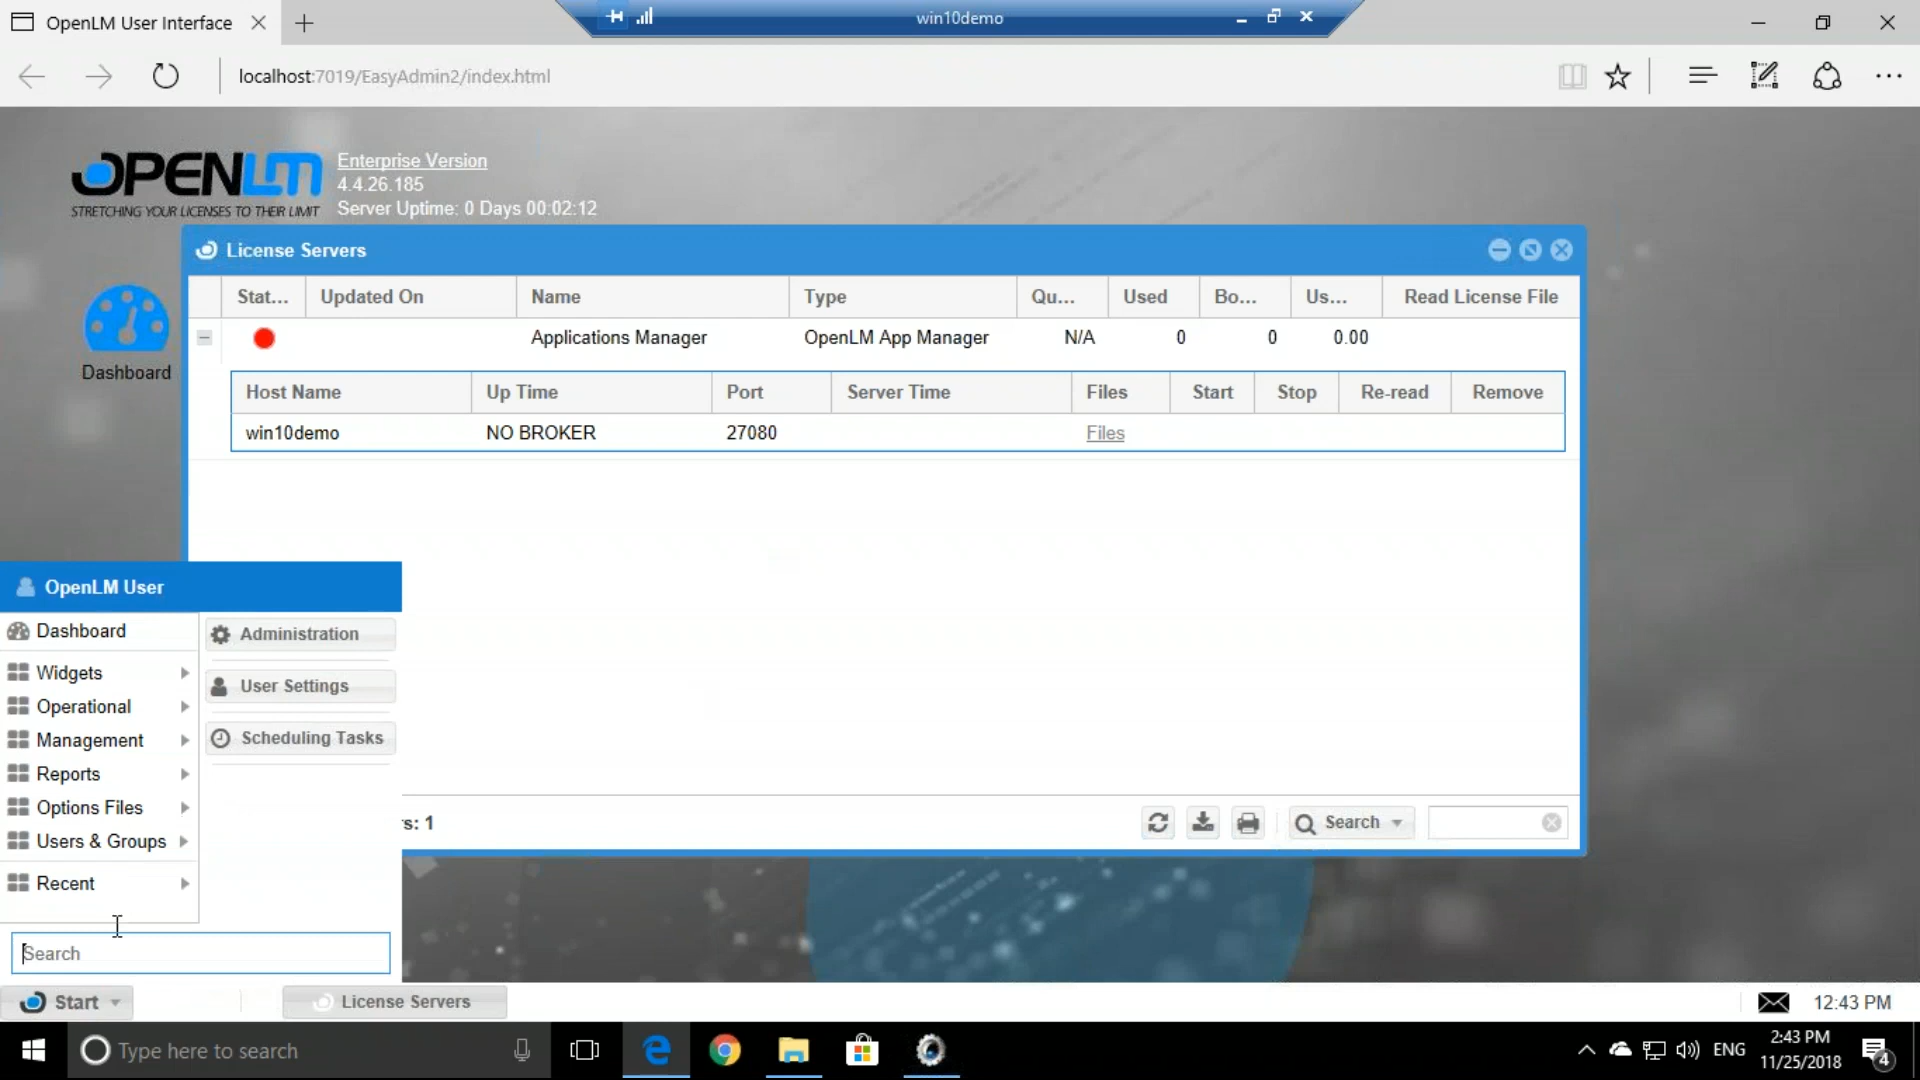 OpenLM User Interface
win10demo
localhost:7019/EasyAdmin2/index.html
OPENLM
STRETCHING YOUR LICENSES TO THEIR LIMIT
Enterprise Version
4.4.26.185
Server Uptime: 0 Days 00:02:12
License Servers
Stat... Updated On Name Type Qu... Used Bo... Us... Read License File
Applications Manager OpenLM App Manager N/A 0 0 0.00
Dashboard
Host Name Up Time Port Server Time Files Start Stop Re-read Remove
win10demo NO BROKER 27080 Files
OpenLM User
Dashboard
Widgets
Operational
Management
Reports
Options Files
Users & Groups
Recent
Administration
User Settings
Scheduling Tasks
Search
s: 1
Search
Start
License Servers
12:43 PM
Type here to search
ENG
2:43 PM
11/25/2018
4